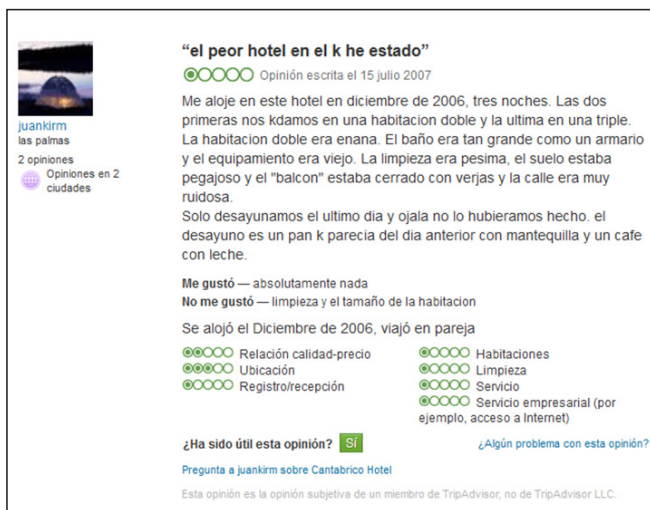 “el peor hotel en el k he estado”
Opinión escrita el 15 julio 2007
juankirm
las palmas
2 opiniones
Opiniones en 2
ciudades
Me aloje en este hotel en diciembre de 2006, tres noches. Las dos
primeras nos kdamos en una habitacion doble y la ultima en una triple.
La habitacion doble era enana. El baño era tan grande como un armario
y el equipamiento era viejo. La limpieza era pesima, el suelo estaba
pegajoso y el "balcon" estaba cerrado con verjas y la calle era muy
ruidosa.
Solo desayunamos el ultimo dia y ojala no lo hubieramos hecho. el
desayuno es un pan k parecia del dia anterior con mantequilla y un cafe
con leche.
Me gustó — absolutamente nada
No me gustó — limpieza y el tamaño de la habitacion
Se alojó el Diciembre de 2006, viajó en pareja
Relación calidad-precio
Ubicación
Registro/recepción
Habitaciones
Limpieza
Servicio
Servicio empresarial (por
ejemplo, acceso a Internet)
¿Ha sido útil esta opinión? Sí
¿Algún problema con esta opinión?
Pregunta a juankirm sobre Cantabrico Hotel
Esta opinión es la opinión subjetiva de un miembro de TripAdvisor, no de TripAdvisor LLC.